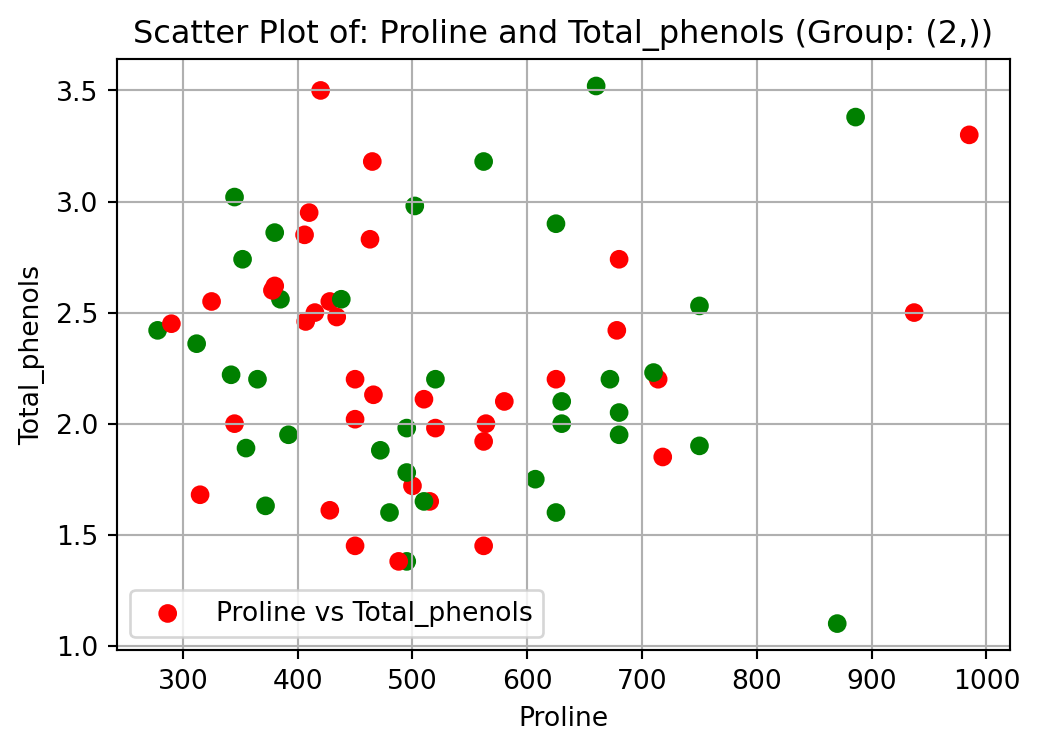 Scatter Plot of: Proline and Total_phenols (Group: (2,))
3.5
3.0
2.5
2.0
1.5
1.0
Total_phenols
Proline vs Total_phenols
300 400 500 600 700 800 900 1000
Proline